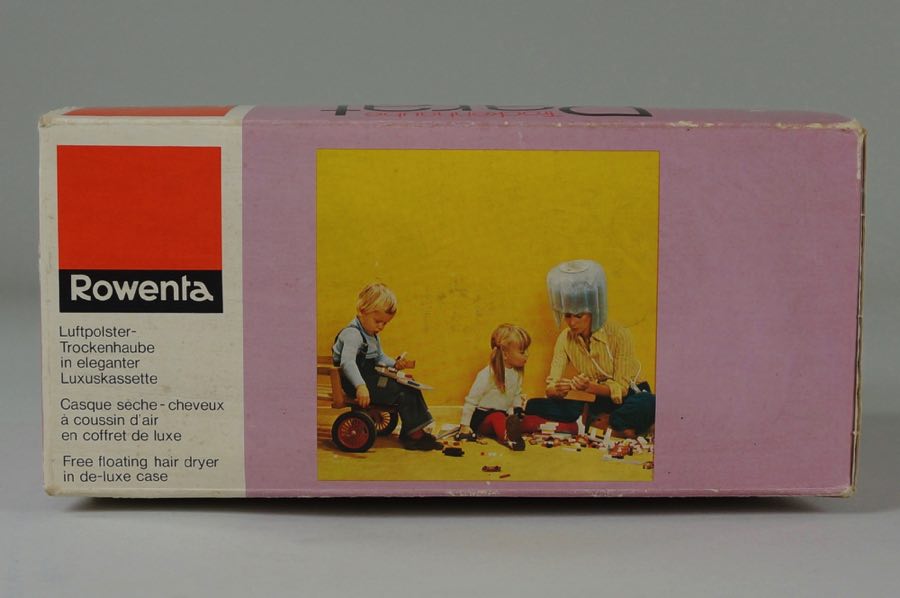 Rowenta
Luftpolster-
Trockenhaube
in eleganter
Luxuskassette
Casque sèche-cheveux
à coussin d'air
en coffret de luxe
Free floating hair dryer
in de-luxe case